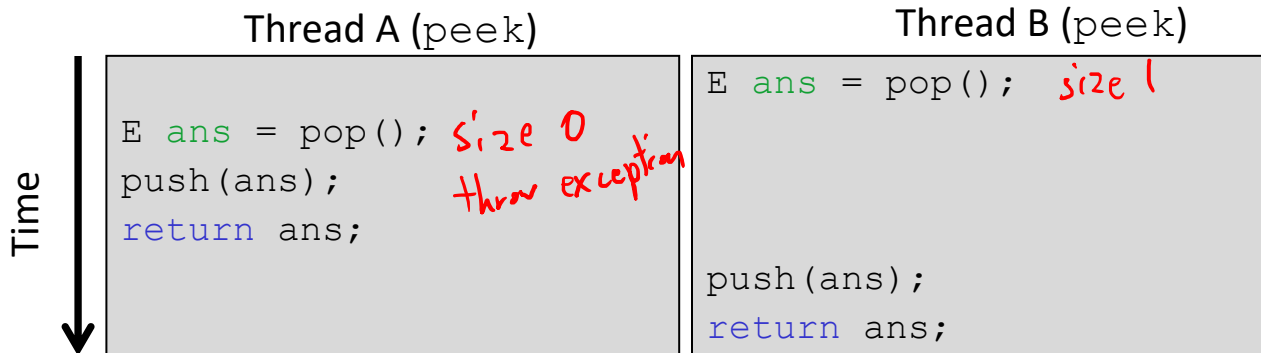 Thread A (peek)
Thread B (peek)
Time
E ans = pop(); size 0
throw exception
push(ans);
return ans;
E ans = pop(); size 1
push(ans);
return ans;